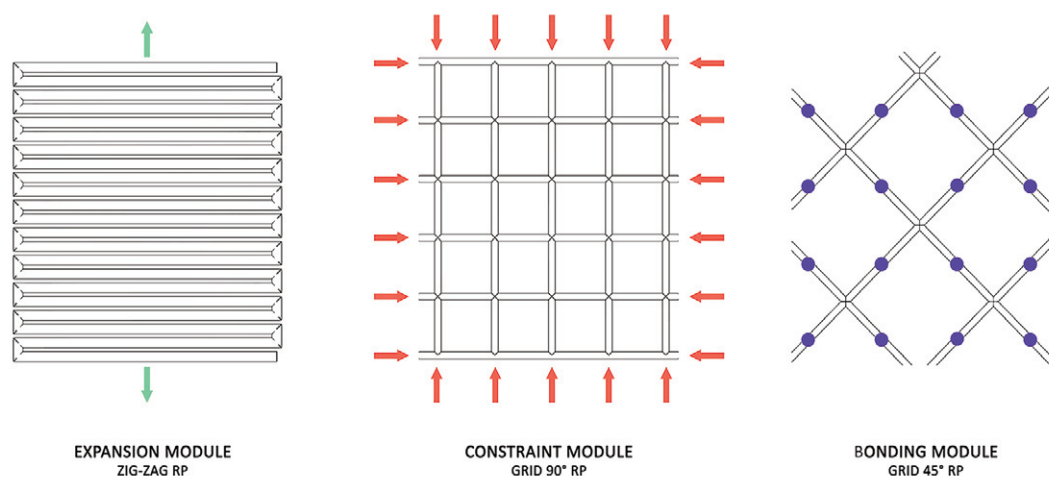 EXPANSION MODULE
ZIG-ZAG RP
CONSTRAINT MODULE
GRID 90° RP
BONDING MODULE
GRID 45° RP